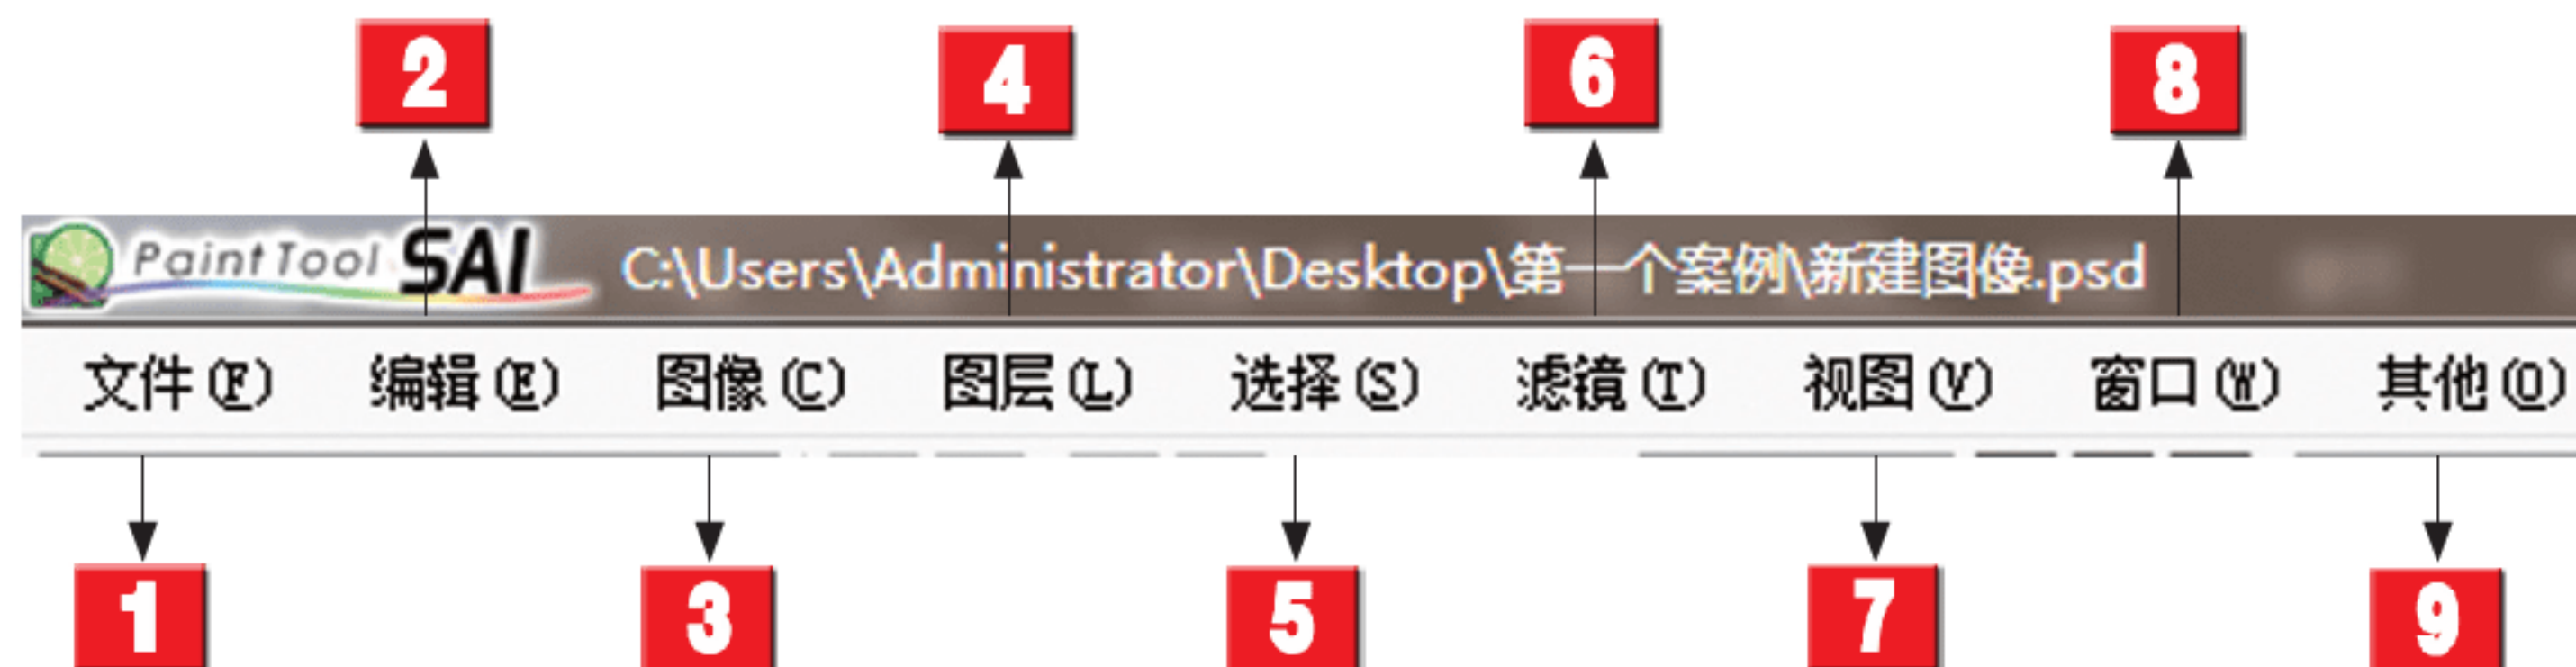 2 4 6 8
PaintTool SAI C:\Users\Administrator\Desktop\第一个案例\新建图像.psd
文件(F) 编辑(E) 图像(C) 图层(L) 选择(S) 滤镜(T) 视图(V) 窗口(W) 其他(O)
1 3 5 7 9